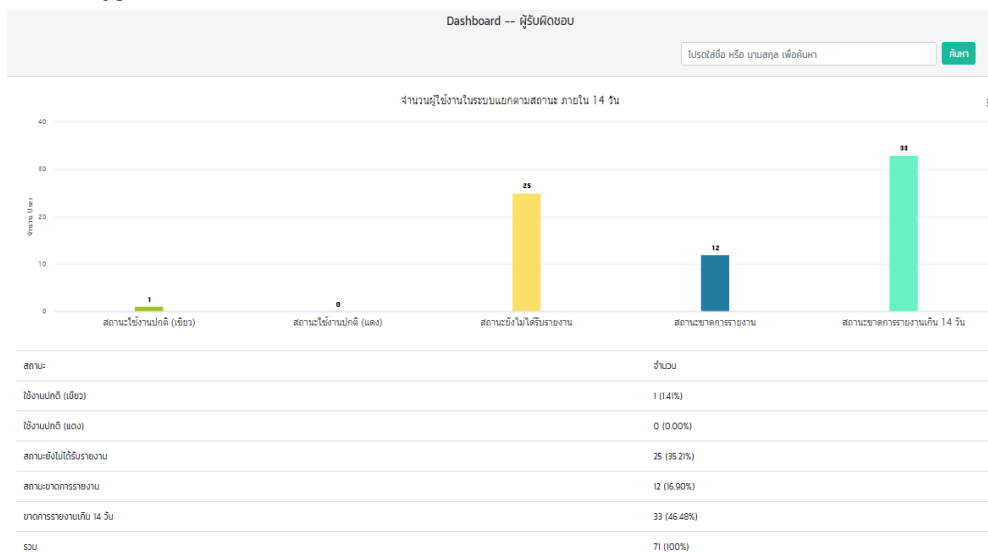 Dashboard -- ผู้รับผิดชอบ
โปรดใส่ชื่อ หรือ นามสกุล เพื่อค้นหา ค้นหา
จำนวนผู้ใช้งานในระบบแยกตามสถานะ ภายใน 14 วัน
จำนวน User
40
30
20
10
0
1
0
25
12
33
สถานะใช้งานปกติ (เขียว) สถานะใช้งานปกติ (แดง) สถานะยังไม่ได้รับรายงาน สถานะขาดการรายงาน สถานะขาดการรายงานเกิน 14 วัน
สถานะ จำนวน
ใช้งานปกติ (เขียว) 1 (1.41%)
ใช้งานปกติ (แดง) 0 (0.00%)
สถานะยังไม่ได้รับรายงาน 25 (35.21%)
สถานะขาดการรายงาน 12 (16.90%)
ขาดการรายงานเกิน 14 วัน 33 (46.48%)
รวม 71 (100%)